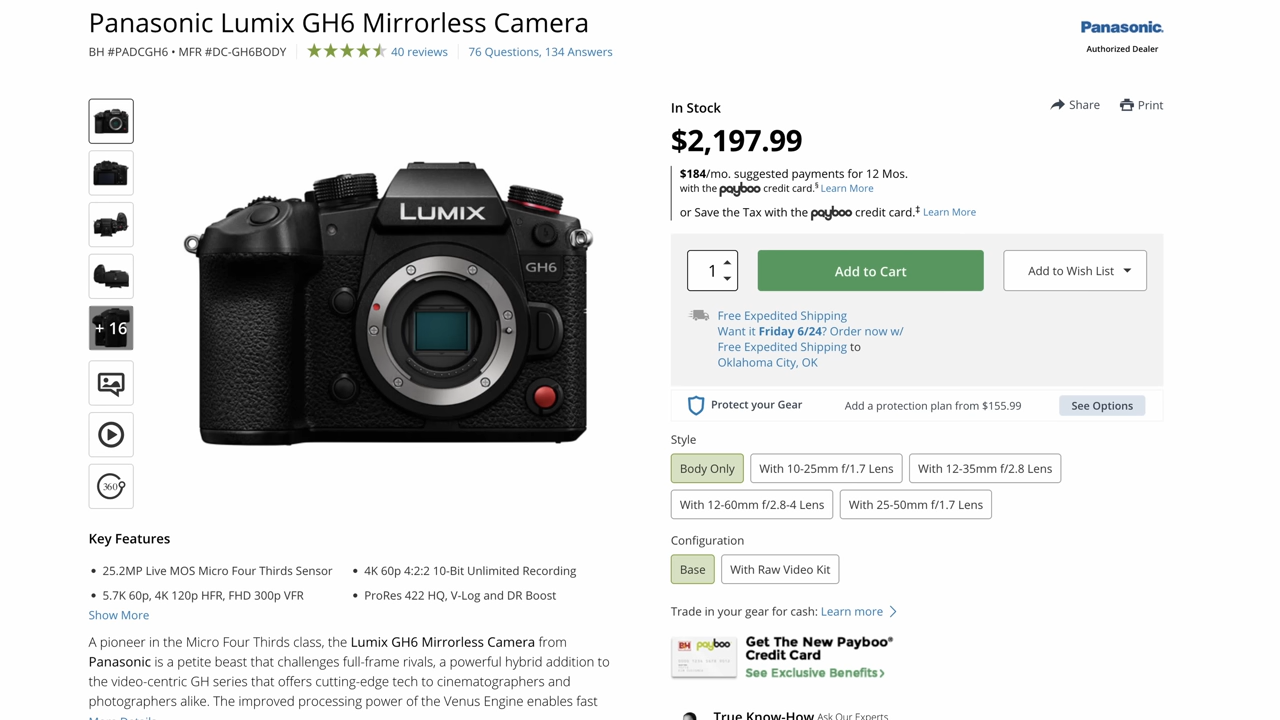 Panasonic Lumix GH6 Mirrorless Camera
BH #PADCGH6 • MFR #DC-GH6BODY
40 reviews
76 Questions, 134 Answers
Panasonic
Authorized Dealer
In Stock
Share
Print
$2,197.99
$184/mo. suggested payments for 12 Mos.
with the payboo credit card.§ Learn More
or Save the Tax with the payboo credit card.‡ Learn More
LUMIX
GH6
+ 16
360°
1
Add to Cart
Add to Wish List
Free Expedited Shipping
Want it Friday 6/24? Order now w/
Free Expedited Shipping to
Oklahoma City, OK
Protect your Gear
Add a protection plan from $155.99
See Options
Style
Body Only
With 10-25mm f/1.7 Lens
With 12-35mm f/2.8 Lens
With 12-60mm f/2.8-4 Lens
With 25-50mm f/1.7 Lens
Configuration
Base
With Raw Video Kit
Trade in your gear for cash: Learn more
BH payboo
Get The New Payboo®
Credit Card
See Exclusive Benefits
True Know-How Ask Our Experts
Key Features
• 25.2MP Live MOS Micro Four Thirds Sensor
• 4K 60p 4:2:2 10-Bit Unlimited Recording
• 5.7K 60p, 4K 120p HFR, FHD 300p VFR
• ProRes 422 HQ, V-Log and DR Boost
Show More
A pioneer in the Micro Four Thirds class, the Lumix GH6 Mirrorless Camera from
Panasonic is a petite beast that challenges full-frame rivals, a powerful hybrid addition to
the video-centric GH series that offers cutting-edge tech to cinematographers and
photographers alike. The improved processing power of the Venus Engine enables fast
More Details